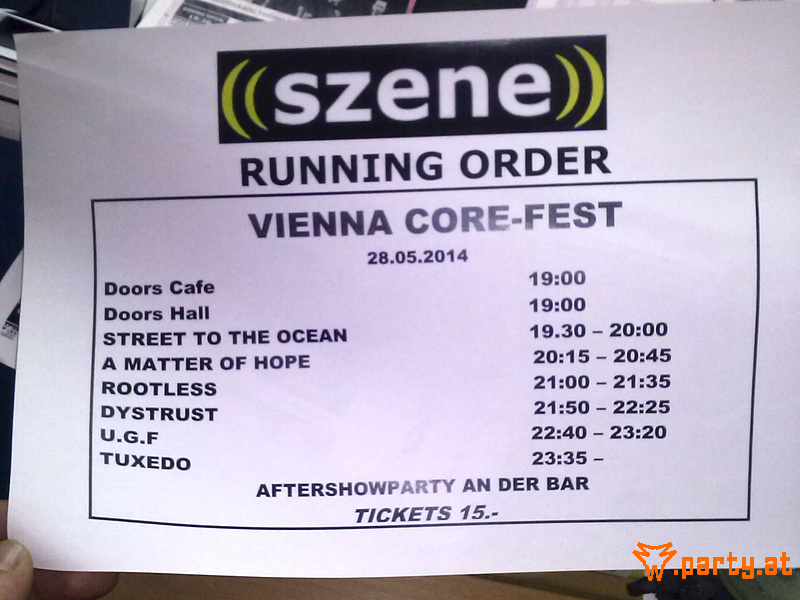 ((szene))
RUNNING ORDER
VIENNA CORE-FEST
28.05.2014
Doors Cafe 19:00
Doors Hall 19:00
STREET TO THE OCEAN 19.30 – 20:00
A MATTER OF HOPE 20:15 – 20:45
ROOTLESS 21:00 – 21:35
DYSTRUST 21:50 – 22:25
U.G.F 22:40 – 23:20
TUXEDO 23:35 –
AFTERSHOWPARTY AN DER BAR
TICKETS 15.-
.party.at